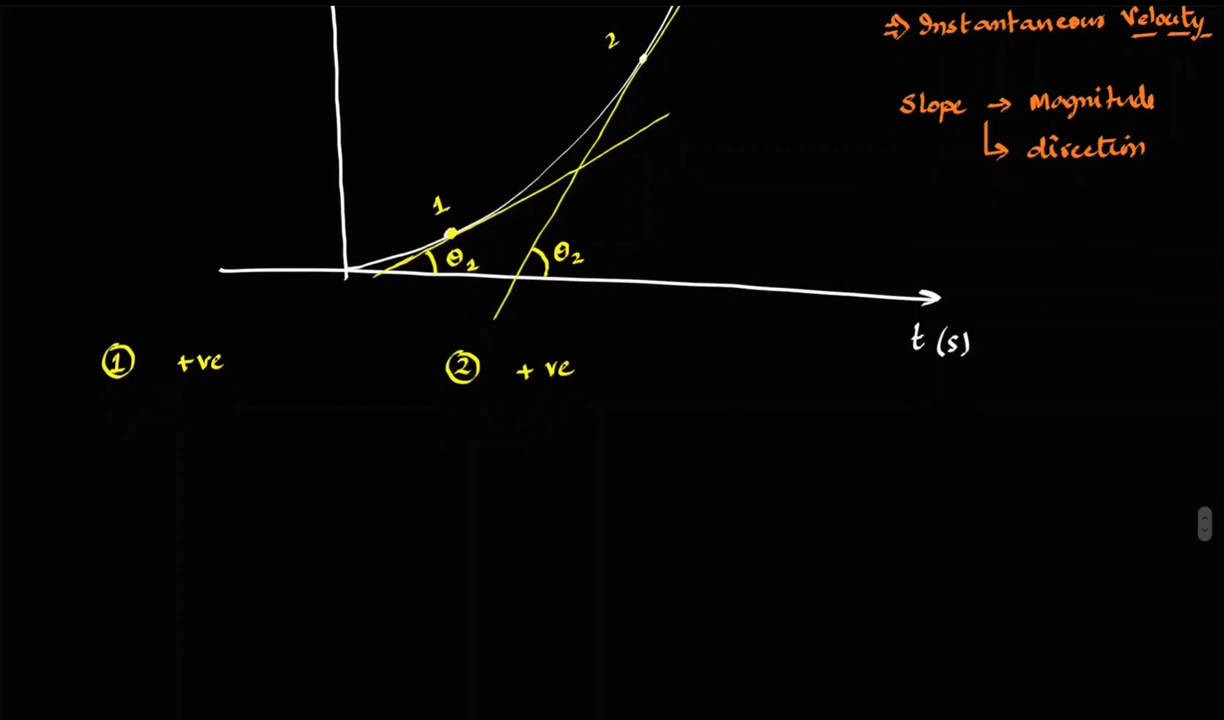 ⇒ Instantaneous Velocity
2
Slope → Magnitude
↳ direction
1
θ₂
θ₂
t (s)
① +ve
② +ve